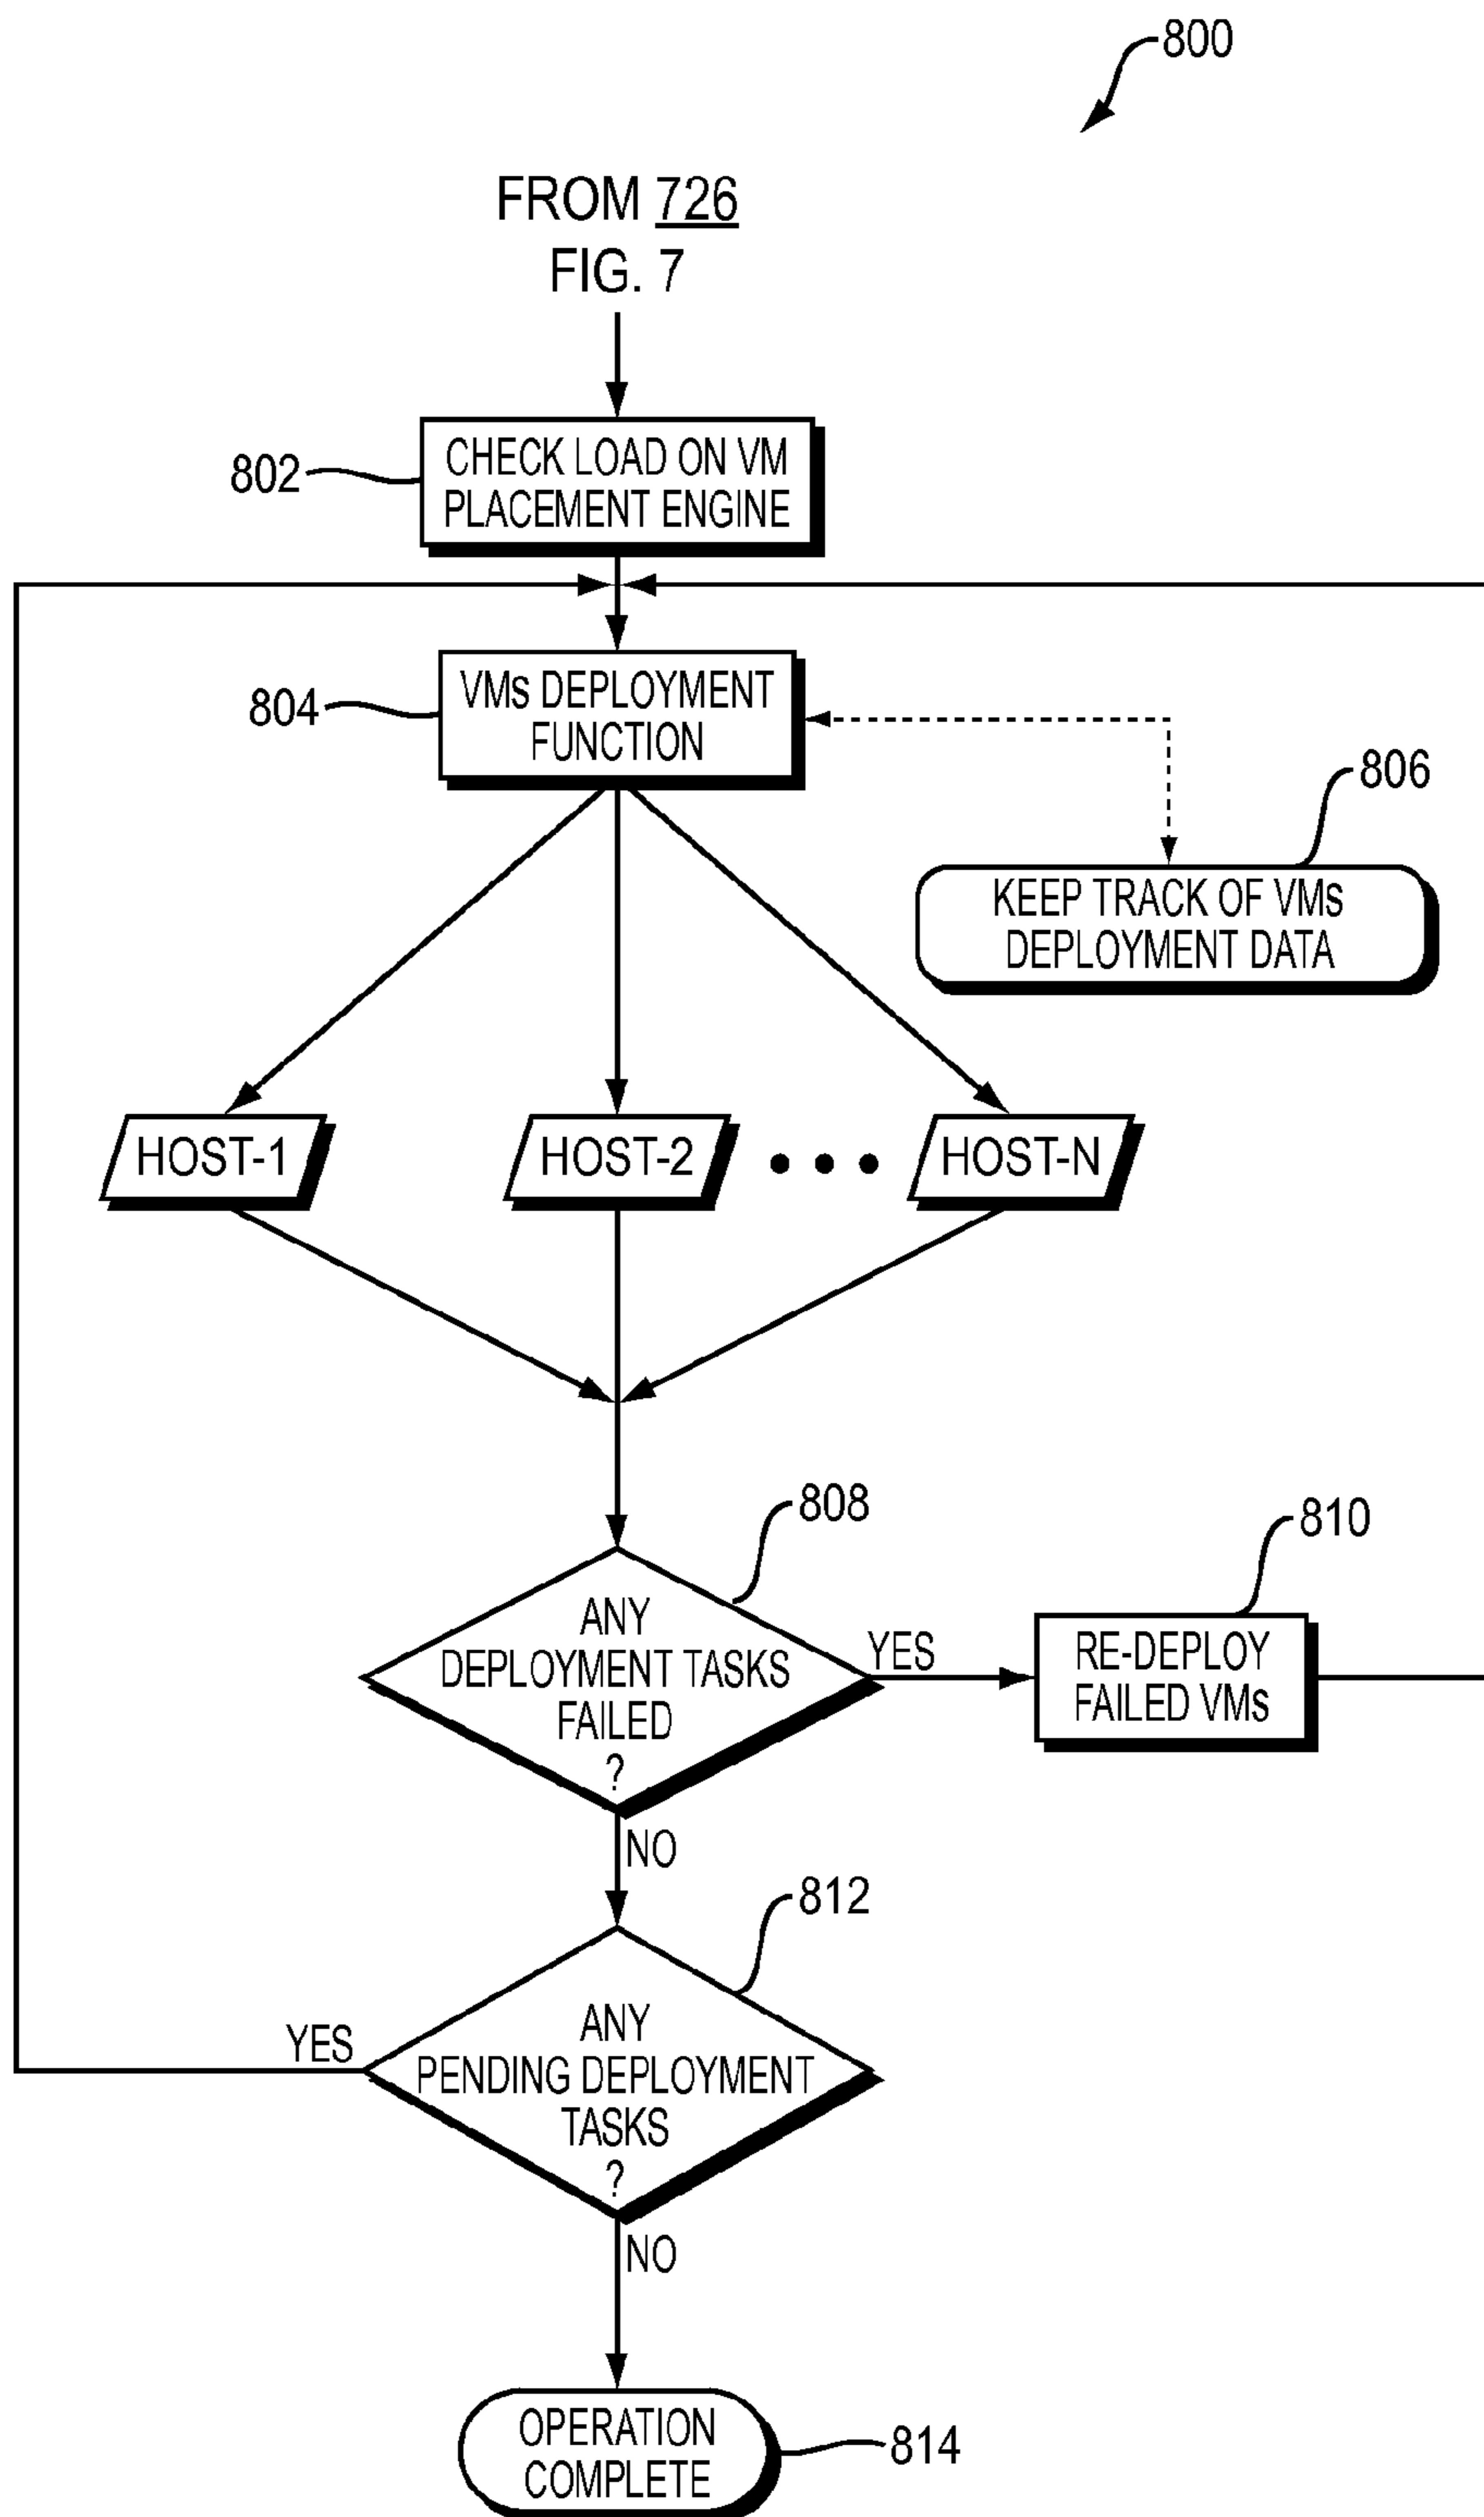 800
FROM 726
FIG. 7
802
CHECK LOAD ON VM
PLACEMENT ENGINE
804
VMs DEPLOYMENT
FUNCTION
806
KEEP TRACK OF VMs
DEPLOYMENT DATA
HOST-1
HOST-2
HOST-N
808
810
ANY
DEPLOYMENT TASKS
FAILED
?
YES
RE-DEPLOY
FAILED VMs
NO
812
YES
ANY
PENDING DEPLOYMENT
TASKS
?
NO
OPERATION
COMPLETE
814